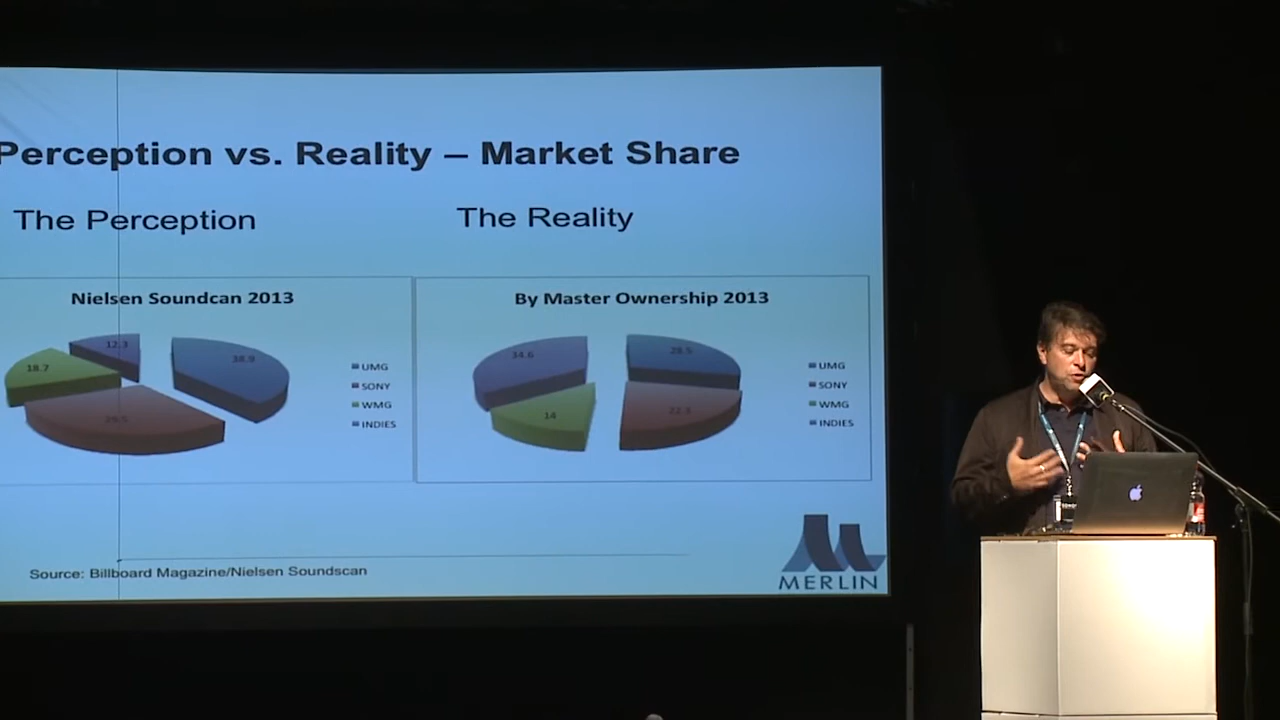 Perception vs. Reality – Market Share
The Perception
The Reality
Nielsen Soundcan 2013
12.3
38.9
18.7
UMG
SONY
WMG
INDIES
By Master Ownership 2013
34.6
28.5
14
22.3
UMG
SONY
WMG
INDIES
Source: Billboard Magazine/Nielsen Soundscan
MERLIN